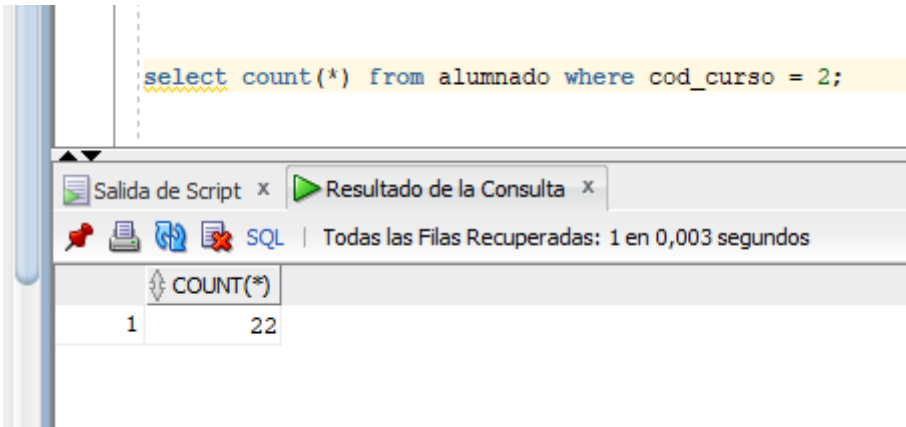 select count(*) from alumnado where cod_curso = 2;
Salida de Script x Resultado de la Consulta x
SQL | Todas las Filas Recuperadas: 1 en 0,003 segundos
COUNT(*)
1 22